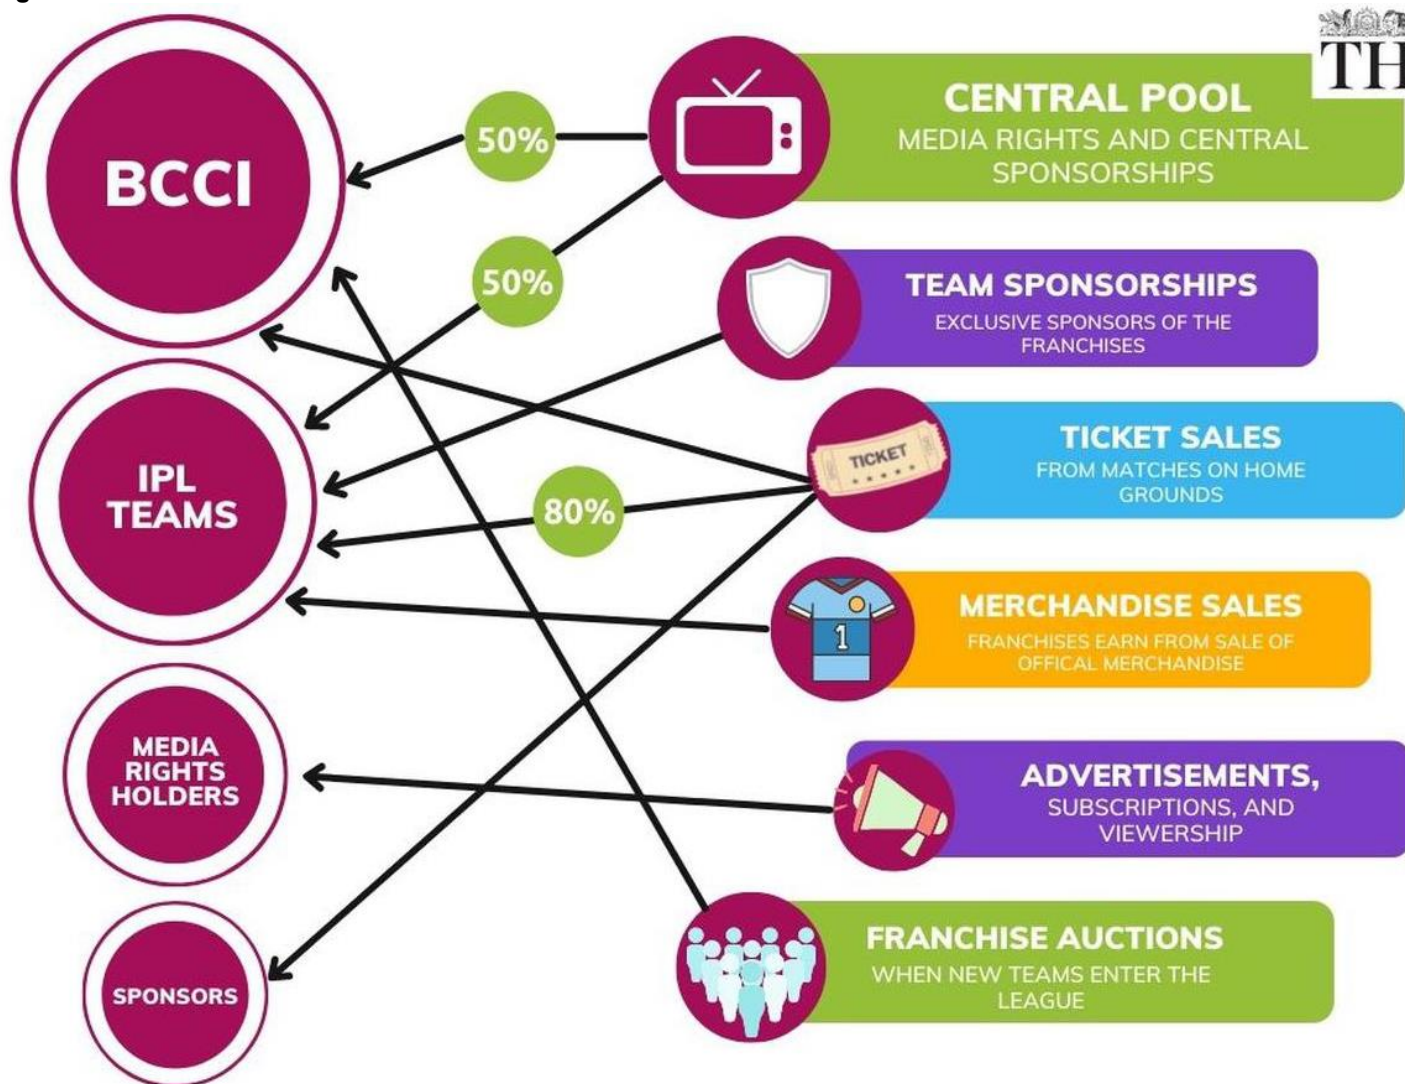 BCCI
50%
CENTRAL POOL
MEDIA RIGHTS AND CENTRAL
SPONSORSHIPS
TH
50%
TEAM SPONSORSHIPS
EXCLUSIVE SPONSORS OF THE
FRANCHISES
IPL
TEAMS
80%
TICKET
TICKET SALES
FROM MATCHES ON HOME
GROUNDS
1
MERCHANDISE SALES
FRANCHISES EARN FROM SALE OF
OFFICAL MERCHANDISE
MEDIA
RIGHTS
HOLDERS
ADVERTISEMENTS,
SUBSCRIPTIONS, AND
VIEWERSHIP
SPONSORS
FRANCHISE AUCTIONS
WHEN NEW TEAMS ENTER THE
LEAGUE